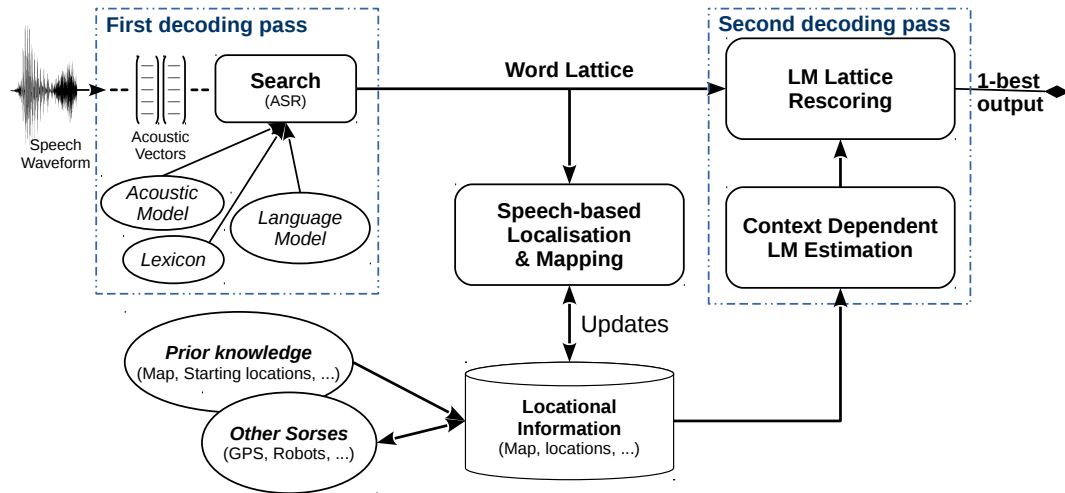 First decoding pass
Second decoding pass
Search
(ASR)
Word Lattice
LM Lattice
Rescoring
1-best
output
Speech
Waveform
Acoustic
Vectors
Acoustic
Model
Language
Model
Lexicon
Speech-based
Localisation
& Mapping
Context Dependent
LM Estimation
Updates
Prior knowledge
(Map, Starting locations, ...)
Other Sorses
(GPS, Robots, ...)
Locational
Information
(Map, locations, ...)